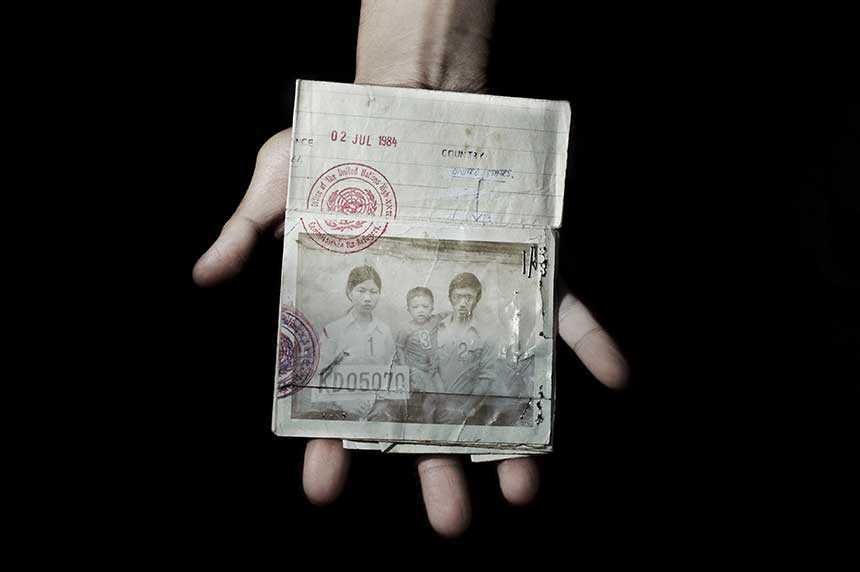 NCE 02 JUL 1984
COUNTRY
UNITED STATES.
Office of the United Nations High
Commissioner for Refugees
1 3 2
KD05070